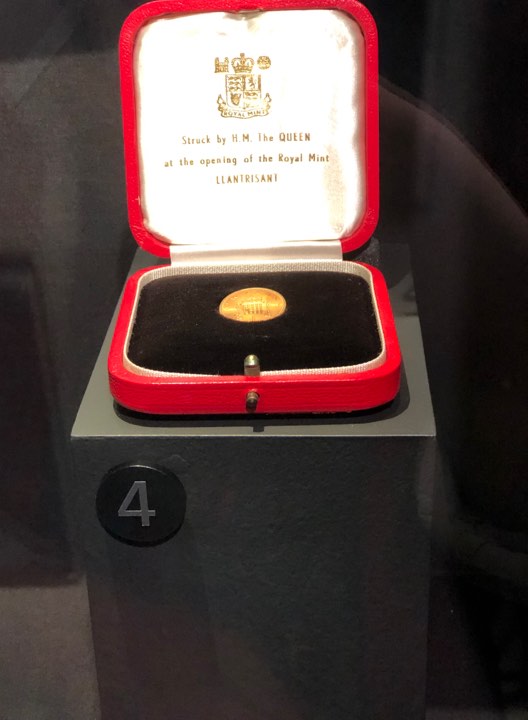 ROYAL MINT
Struck by H.M. The QUEEN
at the opening of the Royal Mint
LLANTRISANT
4